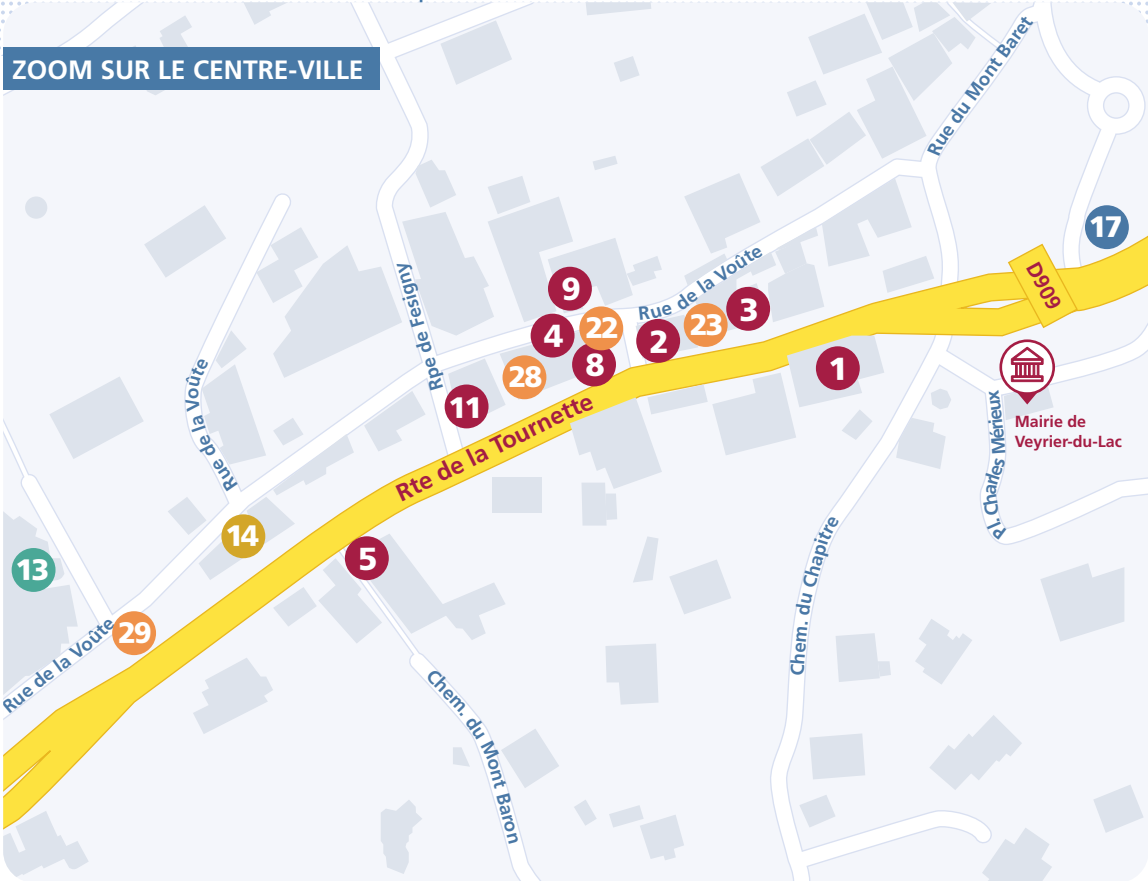 ZOOM SUR LE CENTRE-VILLE
Rue du Mont Baret
17
D909
Rpe de Fesigny
9
Rue de la Voûte
3
23
22
4
2
8
1
28
11
Rte de la Tournette
Mairie de
Veyrier-du-Lac
Pl. Charles Mérieux
Rue de la Voûte
14
5
13
29
Rue de la Voûte
Chem. du Chapitre
Chem. du Mont Baron